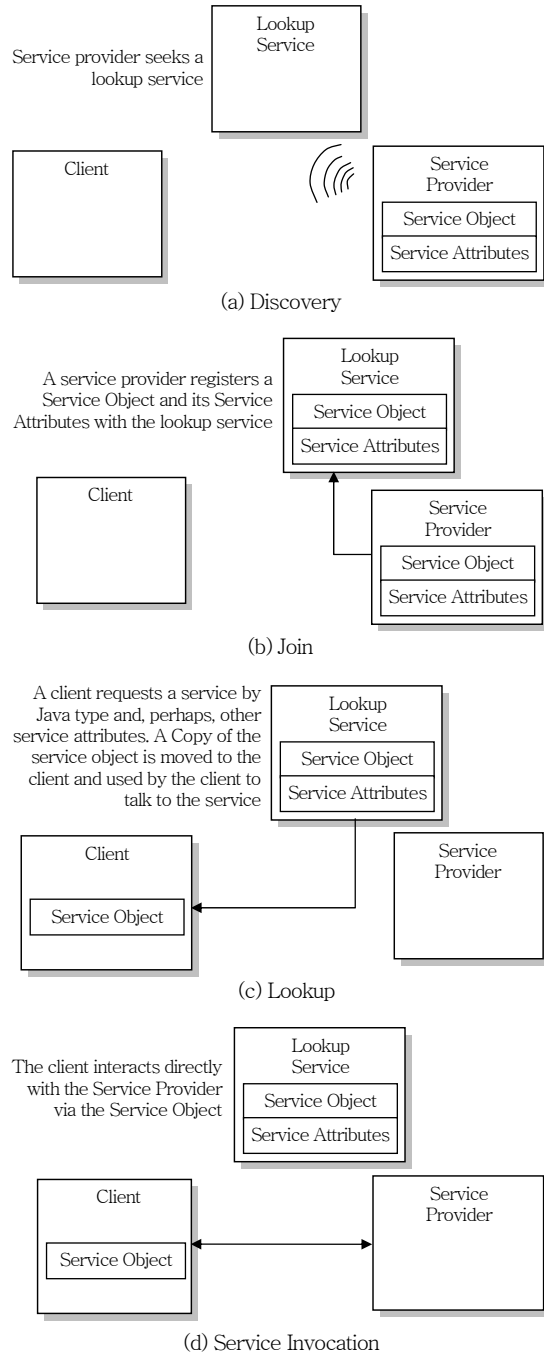 Lookup
Service
Service provider seeks a
lookup service
Client
Service
Provider
Service Object
Service Attributes
(a) Discovery
A service provider registers a
Service Object and its Service
Attributes with the lookup service
Lookup
Service
Service Object
Service Attributes
Client
Service
Provider
Service Object
Service Attributes
(b) Join
A client requests a service by
Java type and, perhaps, other
service attributes. A Copy of the
service object is moved to the
client and used by the client to
talk to the service
Lookup
Service
Service Object
Service Attributes
Client
Service Object
Service
Provider
(c) Lookup
The client interacts directly
with the Service Provider
via the Service Object
Lookup
Service
Service Object
Service Attributes
Client
Service Object
Service
Provider
(d) Service Invocation